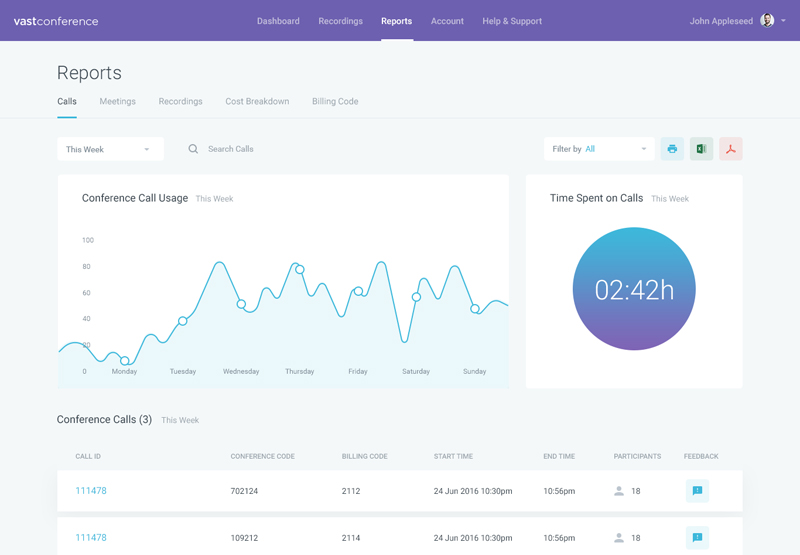 vastconference Dashboard Recordings Reports Account Help & Support John Appleseed
Reports
Calls Meetings Recordings Cost Breakdown Billing Code
This Week Search Calls Filter by All
Conference Call Usage This Week
Time Spent on Calls This Week
100
80
60
40
20
0 Monday Tuesday Wednesday Thursday Friday Saturday Sunday
02:42h
Conference Calls (3) This Week
CALL ID CONFERENCE CODE BILLING CODE START TIME END TIME PARTICIPANTS FEEDBACK
111478 702124 2112 24 Jun 2016 10:30pm 10:56pm 18
111478 109212 2114 24 Jun 2016 10:30pm 10:56pm 18